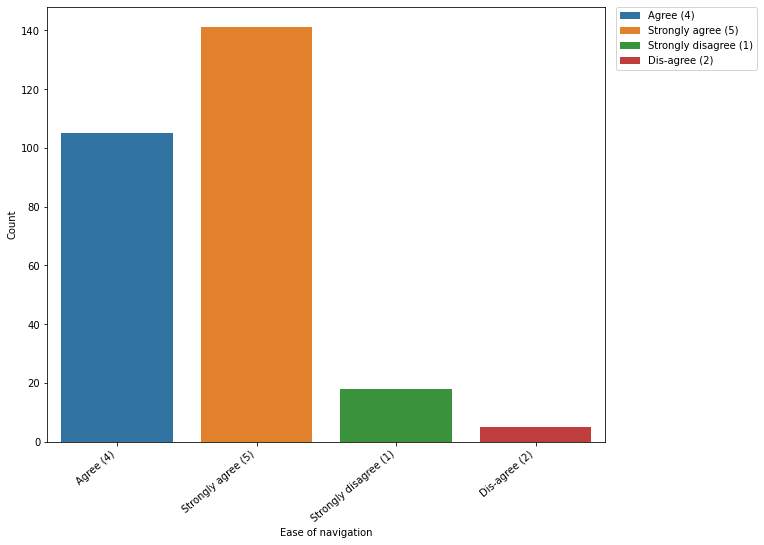 140
120
100
80
60
40
20
0
Count
Agree (4)
Strongly agree (5)
Strongly disagree (1)
Dis-agree (2)
Ease of navigation
Agree (4)
Strongly agree (5)
Strongly disagree (1)
Dis-agree (2)